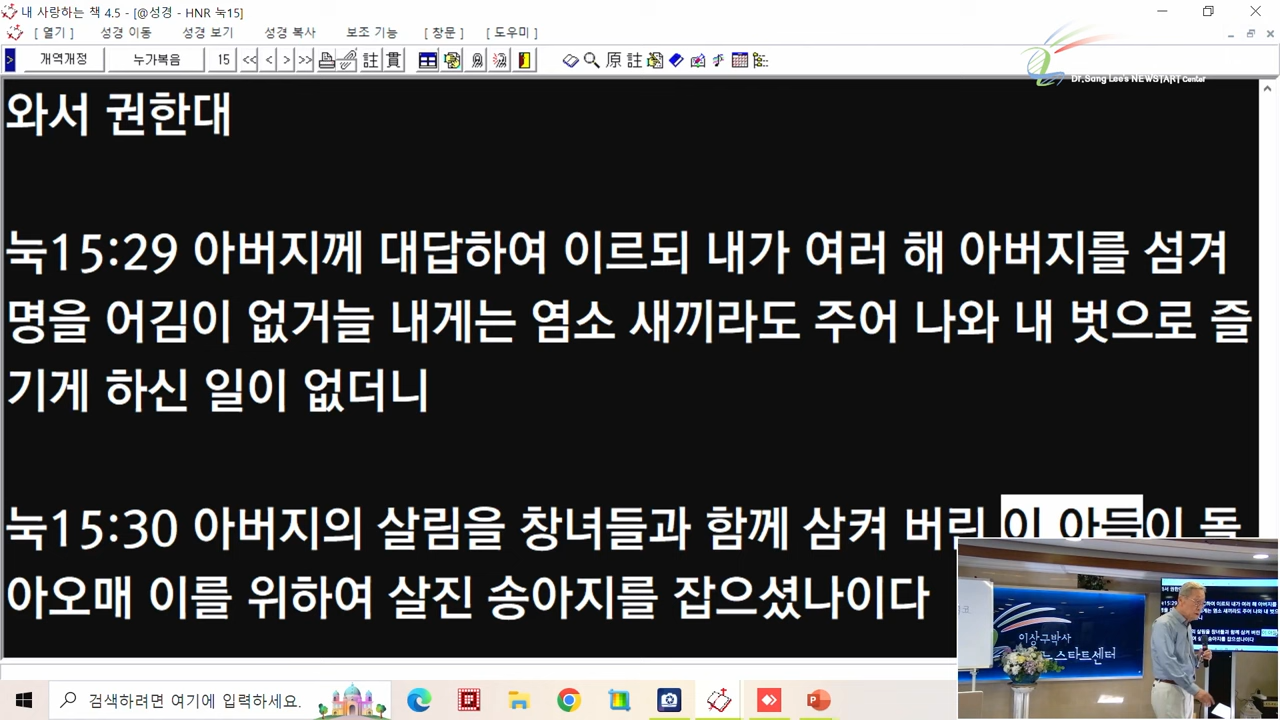 내 사랑하는 책 4.5 - [@성경 - HNR 눅15]
[ 열기 ] 성경 이동 성경 보기 성경 복사 보조 기능 [ 창문 ] [ 도우미 ]
> 개역개정 누가복음 15 << < > >> 註 貫 原 註
Dr.Sang Lee's NEWSTART Center
와서 권한대
눅15:29 아버지께 대답하여 이르되 내가 여러 해 아버지를 섬겨
명을 어김이 없거늘 내게는 염소 새끼라도 주어 나와 내 벗으로 즐
기게 하신 일이 없더니
눅15:30 아버지의 살림을 창녀들과 함께 삼켜 버린 이 아들이 돌
아오매 이를 위하여 살진 송아지를 잡으셨나이다
이상구박사
스타트센터
검색하려면 여기에 입력하세요.